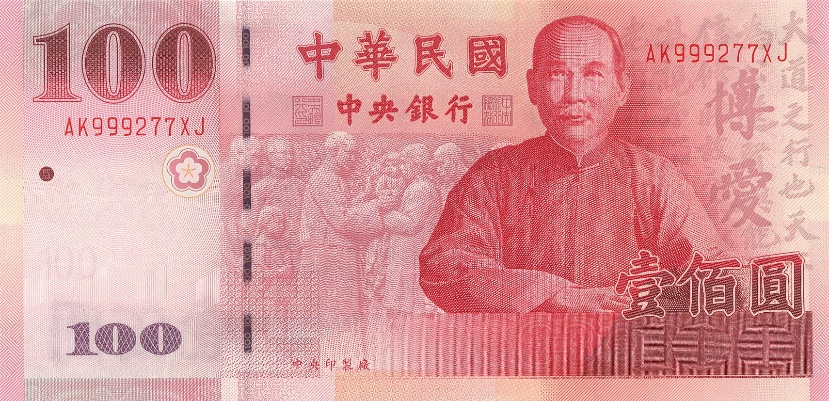 100
AK999277XJ
中華民國
中央銀行
AK999277XJ
博愛
大道之行也天
壹佰圓
100
100
中央印製廠